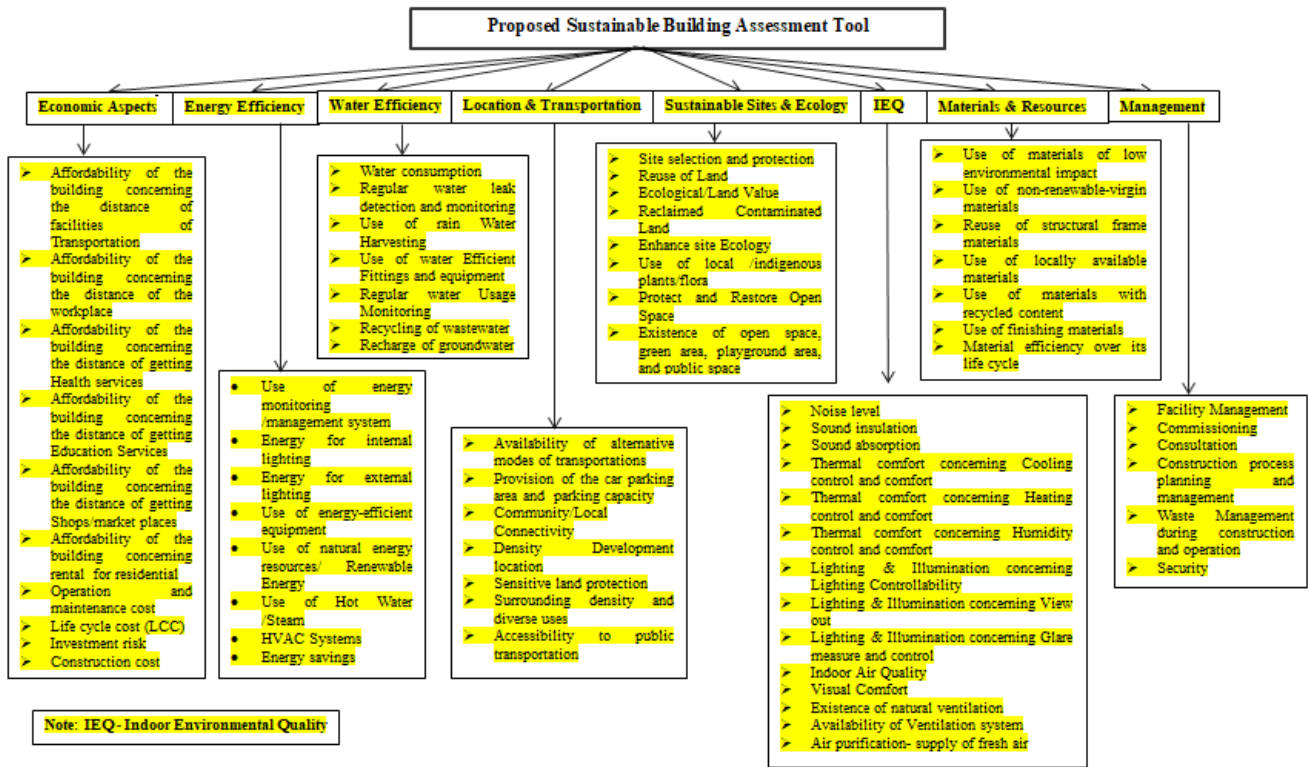 Proposed Sustainable Building Assessment Tool
Economic Aspects
Energy Efficiency
Water Efficiency
Location & Transportation
Sustainable Sites & Ecology
IEQ
Materials & Resources
Management
➤ Affordability of the
building concerning
the distance of
facilities of
Transportation
➤ Affordability of the
building concerning
the distance of the
workplace
➤ Affordability of the
building concerning
the distance of getting
Health services
➤ Affordability of the
building concerning
the distance of getting
Education Services
➤ Affordability of the
building concerning
the distance of getting
Shops/market places
➤ Affordability of the
building concerning
rental for residential
➤ Operation and
maintenance cost
➤ Life cycle cost (LCC)
➤ Investment risk
➤ Construction cost
• Use of energy
monitoring
/management system
• Energy for internal
lighting
• Energy for external
lighting
• Use of energy-efficient
equipment
• Use of natural energy
resources/ Renewable
Energy
• Use of Hot Water
/Steam
• HVAC Systems
• Energy savings
➤ Water consumption
➤ Regular water leak
detection and monitoring
➤ Use of rain Water
Harvesting
➤ Use of water Efficient
Fittings and equipment
➤ Regular water Usage
Monitoring
➤ Recycling of wastewater
➤ Recharge of groundwater
➤ Availability of alternative
modes of transportations
➤ Provision of the car parking
area and parking capacity
➤ Community/Local
Connectivity
➤ Density Development
location
➤ Sensitive land protection
➤ Surrounding density and
diverse uses
➤ Accessibility to public
transportation
➤ Site selection and protection
➤ Reuse of Land
➤ Ecological/Land Value
➤ Reclaimed Contaminated
Land
➤ Enhance site Ecology
➤ Use of local /indigenous
plants/flora
➤ Protect and Restore Open
Space
➤ Existence of open space,
green area, playground area,
and public space
➤ Noise level
➤ Sound insulation
➤ Sound absorption
➤ Thermal comfort concerning Cooling
control and comfort
➤ Thermal comfort concerning Heating
control and comfort
➤ Thermal comfort concerning Humidity
control and comfort
➤ Lighting & Illumination concerning
Lighting Controllability
➤ Lighting & Illumination concerning View
out
➤ Lighting & Illumination concerning Glare
measure and control
➤ Indoor Air Quality
➤ Visual Comfort
➤ Existence of natural ventilation
➤ Availability of Ventilation system
➤ Air purification- supply of fresh air
➤ Use of materials of low
environmental impact
➤ Use of non-renewable-virgin
materials
➤ Reuse of structural frame
materials
➤ Use of locally available
materials
➤ Use of materials with
recycled content
➤ Use of finishing materials
➤ Material efficiency over its
life cycle
➤ Facility Management
➤ Commissioning
➤ Consultation
➤ Construction process
planning and
management
➤ Waste Management
during construction
and operation
➤ Security
Note: IEQ- Indoor Environmental Quality